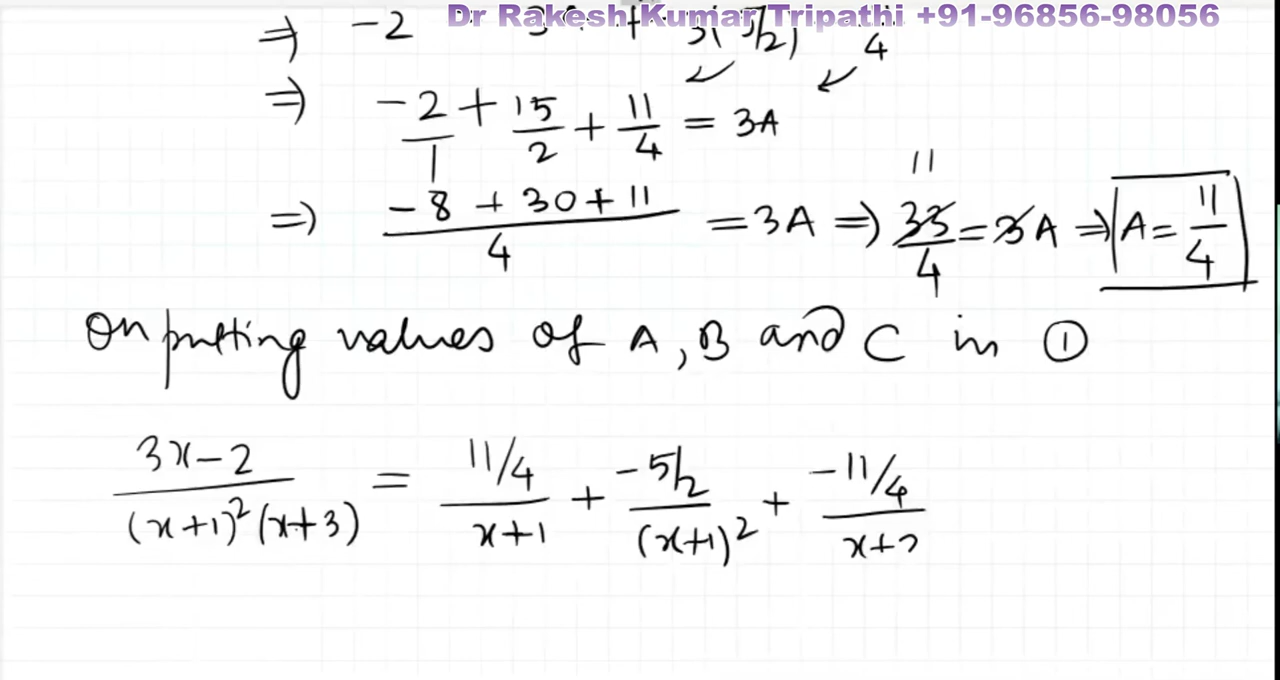 Dr Rakesh Kumar Tripathi +91-96856-98056
⇒ -2
⇒ -2/1 + 15/2 + 11/4 = 3A
⇒ (-8 + 30 + 11)/4 = 3A ⇒ 33/4 = 3A ⇒ A = 11/4
11
On putting values of A, B and C in ①
(3x-2)/((x+1)²(x+3)) = (11/4)/(x+1) + (-5/2)/((x+1)²) + (-11/4)/(x+